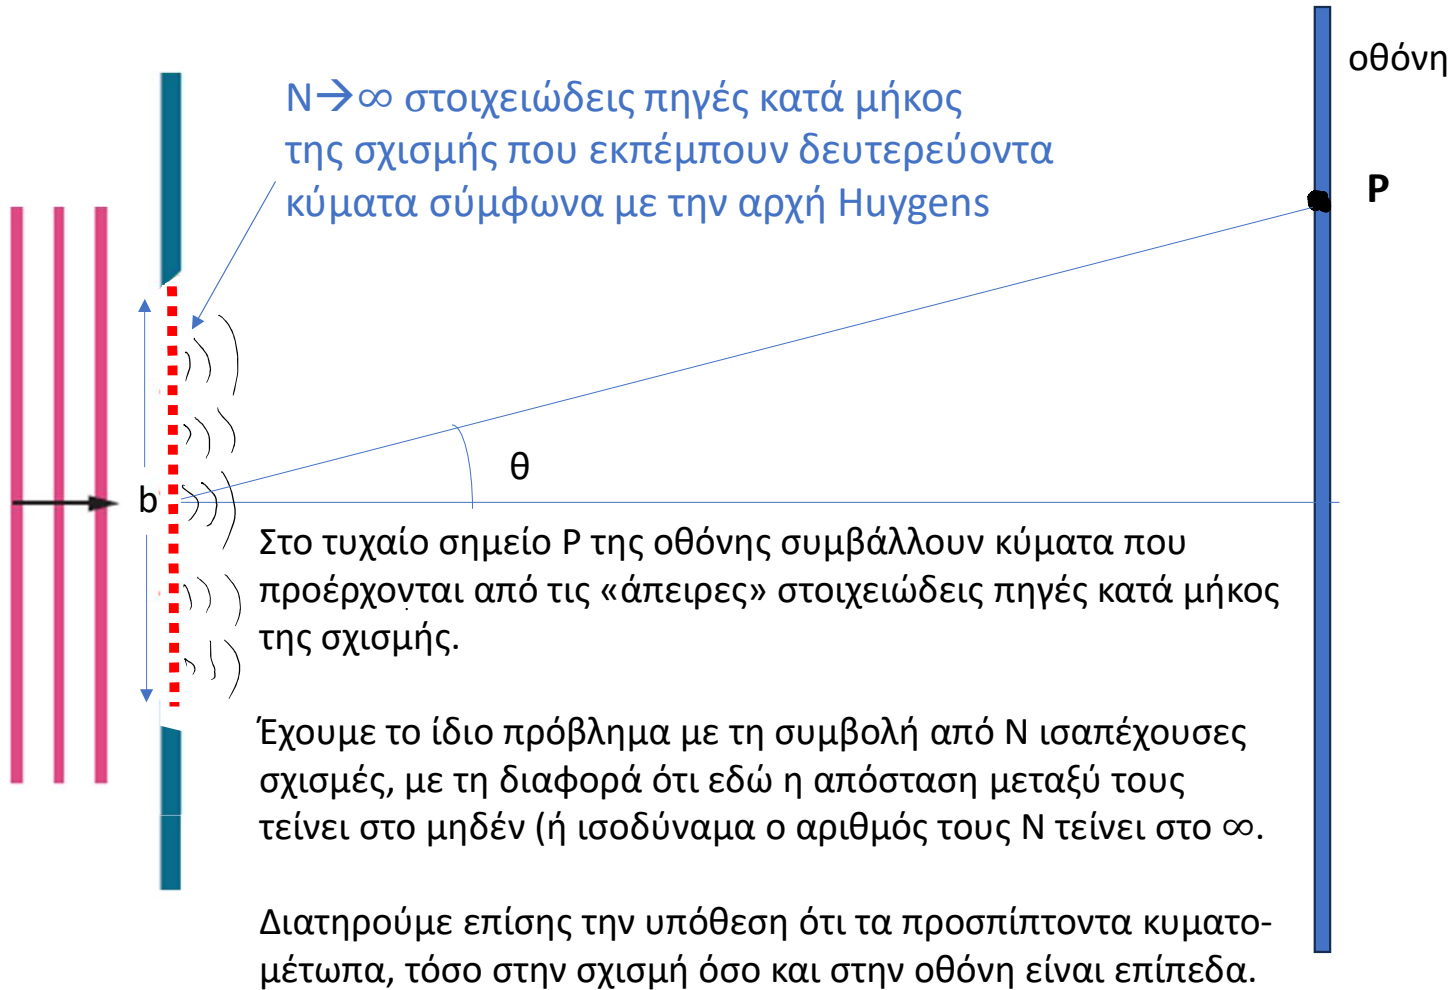 οθόνη
N→∞ στοιχειώδεις πηγές κατά μήκος
της σχισμής που εκπέμπουν δευτερεύοντα
κύματα σύμφωνα με την αρχή Huygens
P
θ
b
Στο τυχαίο σημείο P της οθόνης συμβάλλουν κύματα που
προέρχονται από τις «άπειρες» στοιχειώδεις πηγές κατά μήκος
της σχισμής.
Έχουμε το ίδιο πρόβλημα με τη συμβολή από N ισαπέχουσες
σχισμές, με τη διαφορά ότι εδώ η απόσταση μεταξύ τους
τείνει στο μηδέν (ή ισοδύναμα ο αριθμός τους N τείνει στο ∞.
Διατηρούμε επίσης την υπόθεση ότι τα προσπίπτοντα κυματο-
μέτωπα, τόσο στην σχισμή όσο και στην οθόνη είναι επίπεδα.